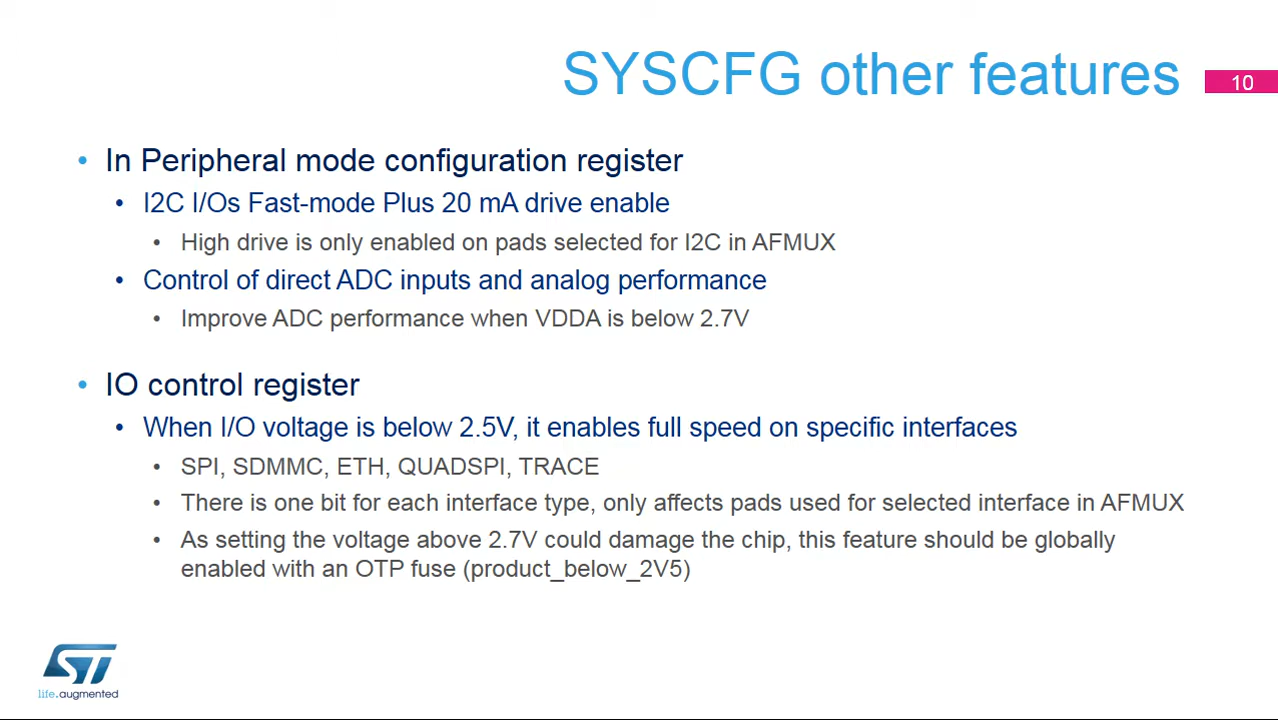 SYSCFG other features
10
• In Peripheral mode configuration register
• I2C I/Os Fast-mode Plus 20 mA drive enable
• High drive is only enabled on pads selected for I2C in AFMUX
• Control of direct ADC inputs and analog performance
• Improve ADC performance when VDDA is below 2.7V
• IO control register
• When I/O voltage is below 2.5V, it enables full speed on specific interfaces
• SPI, SDMMC, ETH, QUADSPI, TRACE
• There is one bit for each interface type, only affects pads used for selected interface in AFMUX
• As setting the voltage above 2.7V could damage the chip, this feature should be globally
enabled with an OTP fuse (product_below_2V5)
ST
life.augmented